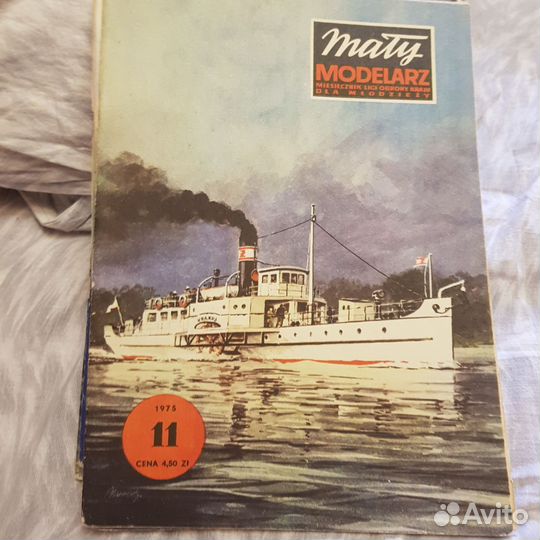 mały
MODELARZ
MIESIĘCZNIK LIGI OBRONY KRAJU
DLA MŁODZIEŻY
1975
11
CENA 4,50 ZŁ
Avito